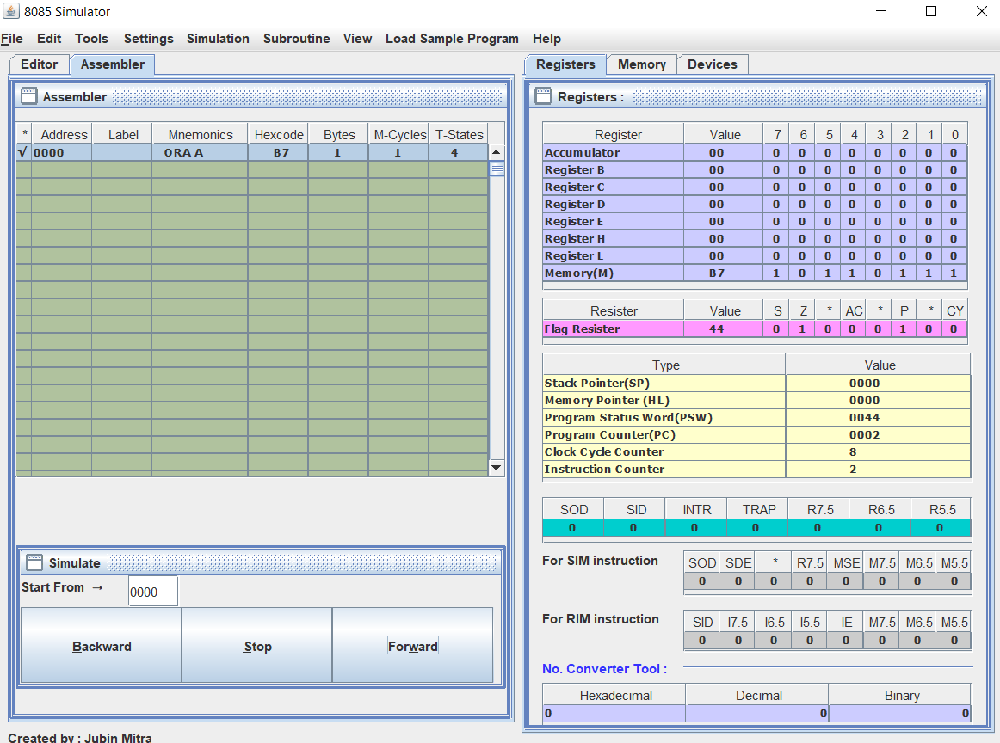 8085 Simulator
File Edit Tools Settings Simulation Subroutine View Load Sample Program Help
Editor Assembler
Assembler
* Address Label Mnemonics Hexcode Bytes M-Cycles T-States
√ 0000 ORA A B7 1 1 4
Simulate
Start From → 0000
Backward Stop Forward
Created by : Jubin Mitra
Registers Memory Devices
Registers :
Register Value 7 6 5 4 3 2 1 0
Accumulator 00 0 0 0 0 0 0 0 0
Register B 00 0 0 0 0 0 0 0 0
Register C 00 0 0 0 0 0 0 0 0
Register D 00 0 0 0 0 0 0 0 0
Register E 00 0 0 0 0 0 0 0 0
Register H 00 0 0 0 0 0 0 0 0
Register L 00 0 0 0 0 0 0 0 0
Memory(M) B7 1 0 1 1 0 1 1 1
Resister Value S Z * AC * P * CY
Flag Resister 44 0 1 0 0 0 1 0 0
Type Value
Stack Pointer(SP) 0000
Memory Pointer (HL) 0000
Program Status Word(PSW) 0044
Program Counter(PC) 0002
Clock Cycle Counter 8
Instruction Counter 2
SOD SID INTR TRAP R7.5 R6.5 R5.5
0 0 0 0 0 0 0
For SIM instruction
SOD SDE * R7.5 MSE M7.5 M6.5 M5.5
0 0 0 0 0 0 0 0
For RIM instruction
SID I7.5 I6.5 I5.5 IE M7.5 M6.5 M5.5
0 0 0 0 0 0 0 0
No. Converter Tool :
Hexadecimal Decimal Binary
0 0 0